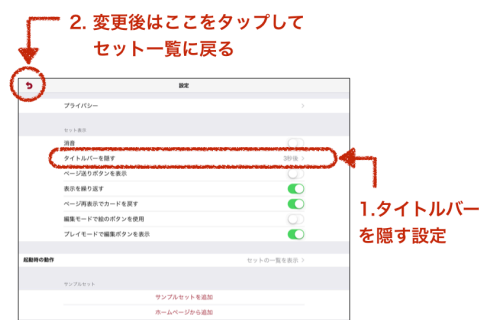 2. 変更後はここをタップして
セット一覧に戻る
設定
プライバシー
セット表示
消音
タイトルバーを隠す 3秒後
ページ送りボタンを表示
表示を繰り返す
ページ再表示でカードを戻す
編集モードで絵のボタンを使用
プレイモードで編集ボタンを表示
1.タイトルバー
を隠す設定
起動時の動作 セットの一覧を表示
サンプルセット
サンプルセットを追加
ホームページから追加